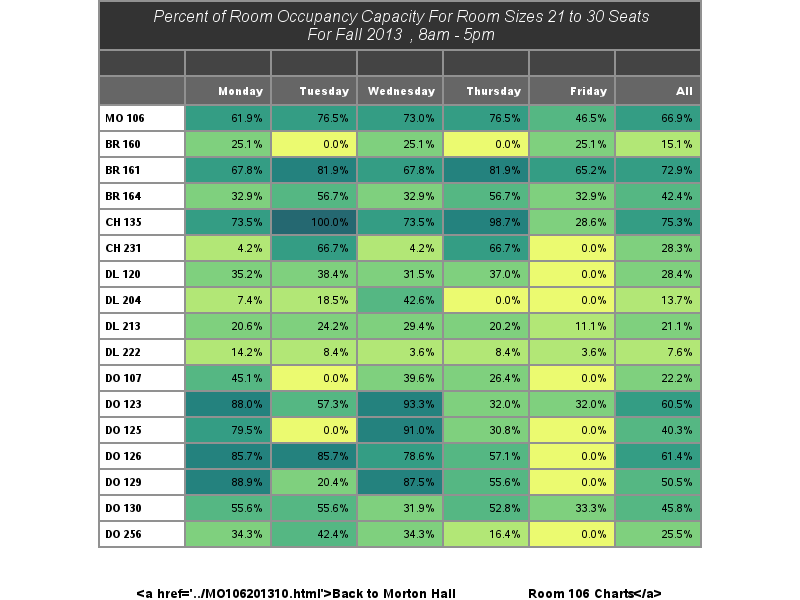 Percent of Room Occupancy Capacity For Room Sizes 21 to 30 Seats
For Fall 2013 , 8am - 5pm
Monday Tuesday Wednesday Thursday Friday All
MO 106 61.9% 76.5% 73.0% 76.5% 46.5% 66.9%
BR 160 25.1% 0.0% 25.1% 0.0% 25.1% 15.1%
BR 161 67.8% 81.9% 67.8% 81.9% 65.2% 72.9%
BR 164 32.9% 56.7% 32.9% 56.7% 32.9% 42.4%
CH 135 73.5% 100.0% 73.5% 98.7% 28.6% 75.3%
CH 231 4.2% 66.7% 4.2% 66.7% 0.0% 28.3%
DL 120 35.2% 38.4% 31.5% 37.0% 0.0% 28.4%
DL 204 7.4% 18.5% 42.6% 0.0% 0.0% 13.7%
DL 213 20.6% 24.2% 29.4% 20.2% 11.1% 21.1%
DL 222 14.2% 8.4% 3.6% 8.4% 3.6% 7.6%
DO 107 45.1% 0.0% 39.6% 26.4% 0.0% 22.2%
DO 123 88.0% 57.3% 93.3% 32.0% 32.0% 60.5%
DO 125 79.5% 0.0% 91.0% 30.8% 0.0% 40.3%
DO 126 85.7% 85.7% 78.6% 57.1% 0.0% 61.4%
DO 129 88.9% 20.4% 87.5% 55.6% 0.0% 50.5%
DO 130 55.6% 55.6% 31.9% 52.8% 33.3% 45.8%
DO 256 34.3% 42.4% 34.3% 16.4% 0.0% 25.5%
<a href='../MO106201310.html'>Back to Morton Hall Room 106 Charts</a>